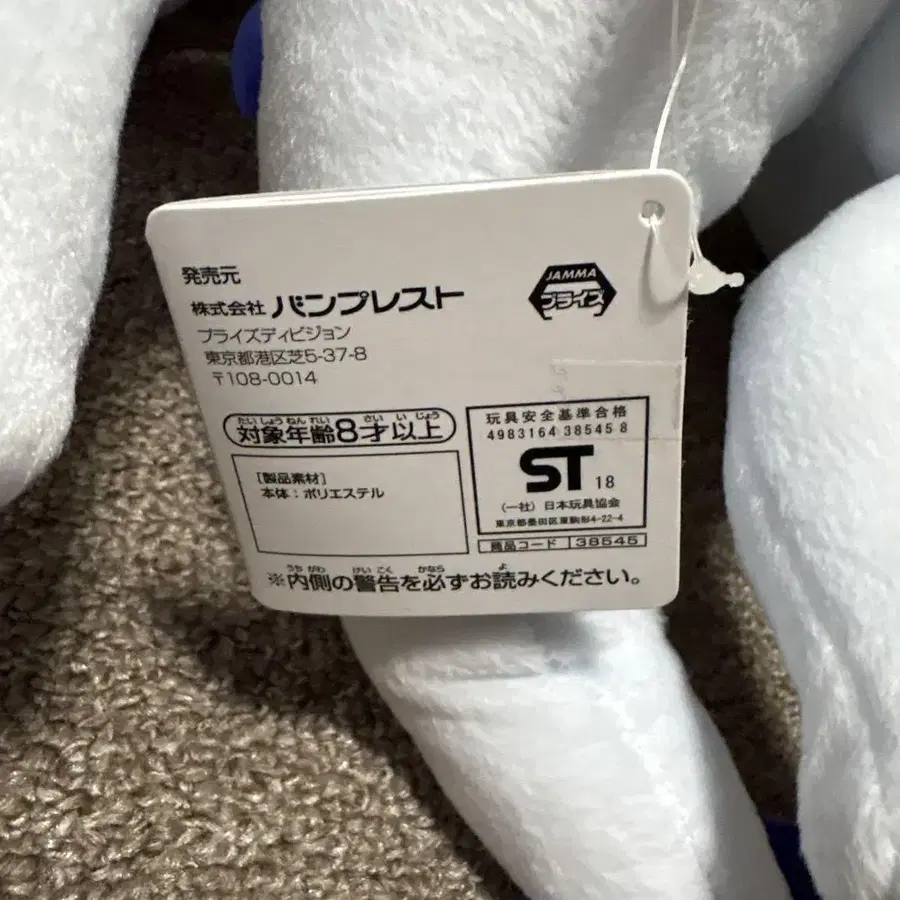 発売元
株式会社 バンプレスト
プライズディビジョン
東京都港区芝5-37-8
〒108-0014
JAMMA
プライズ
たいしょうねんれい さい い じょう
対象年齢8才以上
[製品素材]
本体:ポリエステル
玩具安全基準合格
4983164 38545 8
ST 18
(一社)日本玩具協会
東京都墨田区東駒形4-22-4
商品コード 38545
うちがわ けいこく かなら よ
※内側の警告を必ずお読みください。